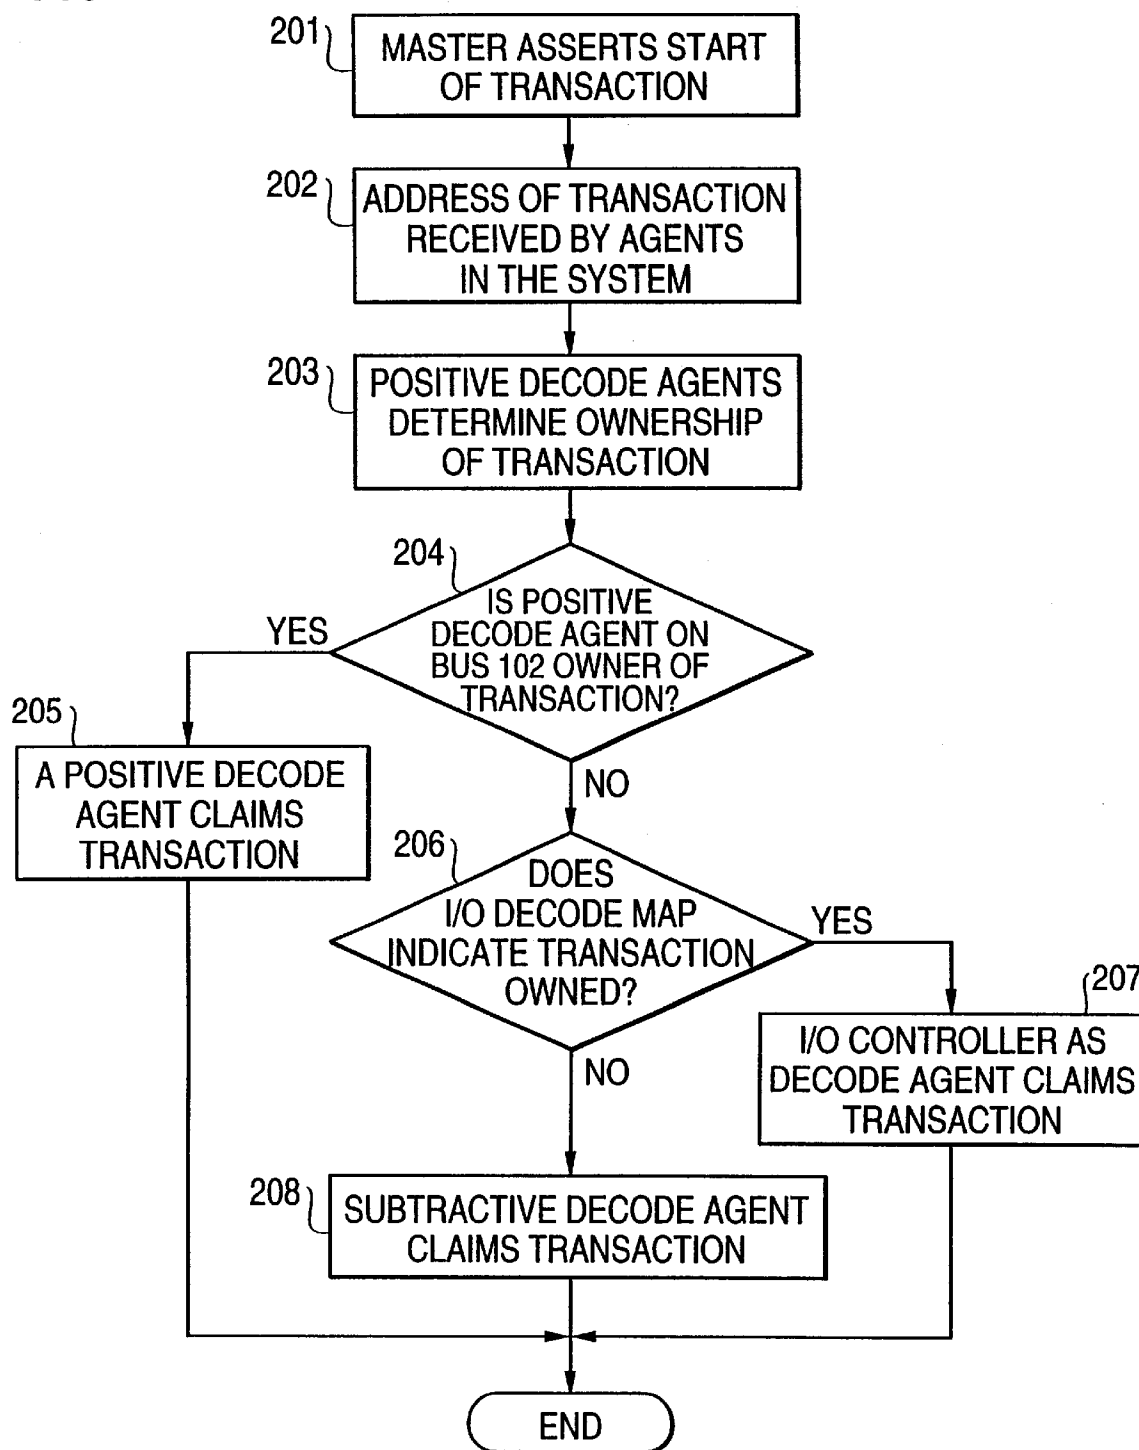 201
MASTER ASSERTS START
OF TRANSACTION
202
ADDRESS OF TRANSACTION
RECEIVED BY AGENTS
IN THE SYSTEM
203
POSITIVE DECODE AGENTS
DETERMINE OWNERSHIP
OF TRANSACTION
204
IS POSITIVE
DECODE AGENT ON
BUS 102 OWNER OF
TRANSACTION?
YES
NO
205
A POSITIVE DECODE
AGENT CLAIMS
TRANSACTION
206
DOES
I/O DECODE MAP
INDICATE TRANSACTION
OWNED?
YES
NO
207
I/O CONTROLLER AS
DECODE AGENT CLAIMS
TRANSACTION
208
SUBTRACTIVE DECODE AGENT
CLAIMS TRANSACTION
END